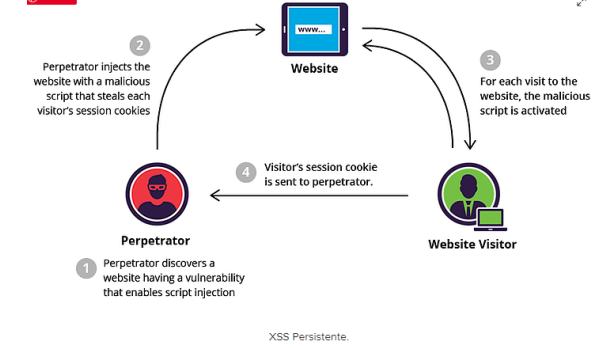 www...
Website
2
Perpetrator injects the
website with a malicious
script that steals each
visitor's session cookies
3
For each visit to the
website, the malicious
script is activated
4
Visitor's session cookie
is sent to perpetrator.
Perpetrator
Website Visitor
1
Perpetrator discovers a
website having a vulnerability
that enables script injection
XSS Persistente.